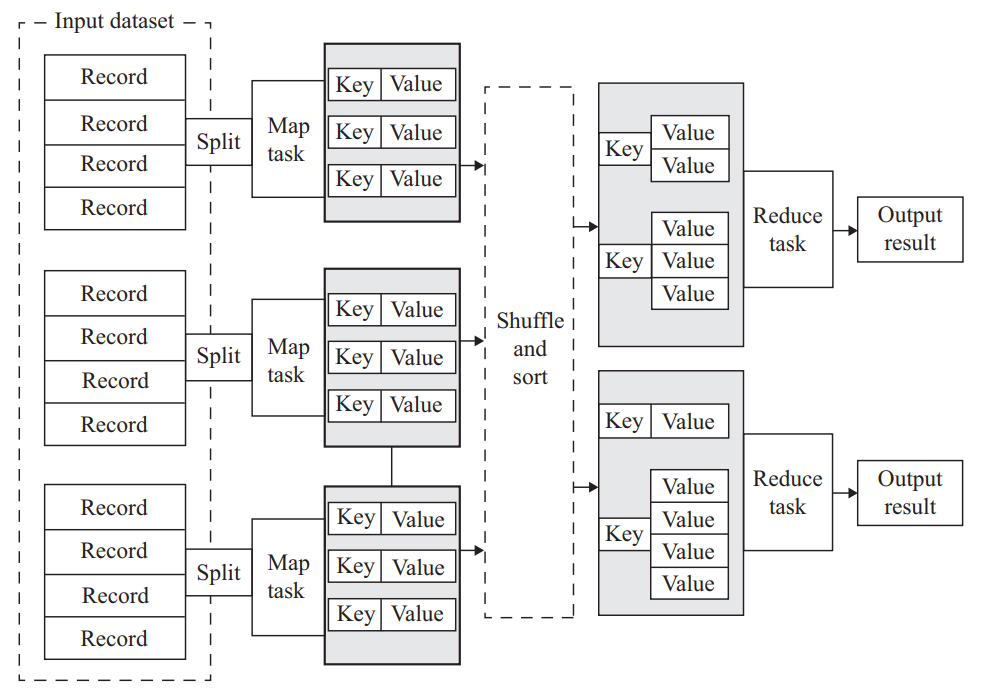 Input dataset
Record
Record
Record
Record
Split
Map
task
Key Value
Key Value
Key Value
Record
Record
Record
Record
Split
Map
task
Key Value
Key Value
Key Value
Record
Record
Record
Record
Split
Map
task
Key Value
Key Value
Key Value
Shuffle
and
sort
Key
Value
Value
Key
Value
Value
Value
Reduce
task
Output
result
Key Value
Key
Value
Value
Value
Value
Reduce
task
Output
result